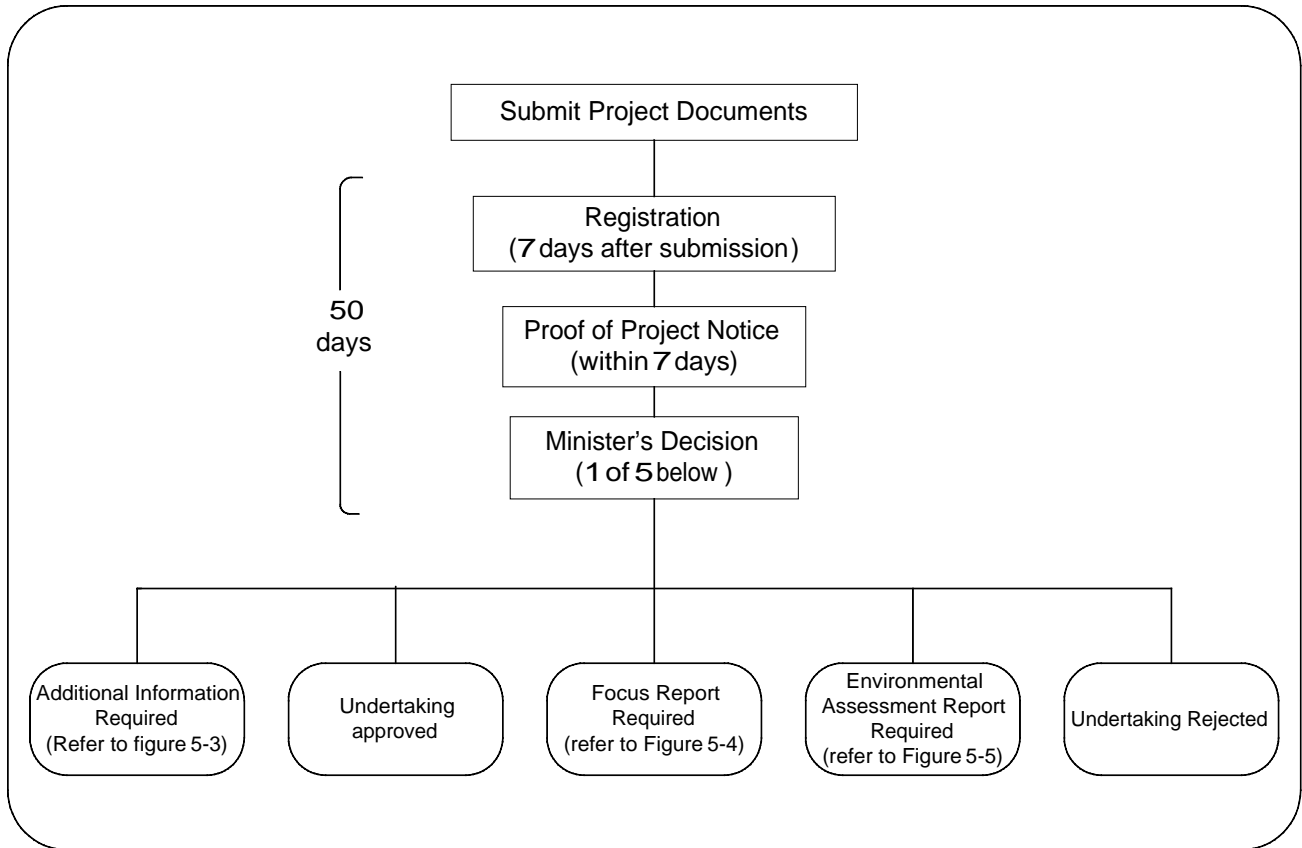 Submit Project Documents
Registration
(7 days after submission)
50
days
Proof of Project Notice
(within 7 days)
Minister's Decision
(1 of 5 below )
Additional Information
Required
(Refer to figure 5-3)
Undertaking
approved
Focus Report
Required
(refer to Figure 5-4)
Environmental
Assessment Report
Required
(refer to Figure 5-5)
Undertaking Rejected